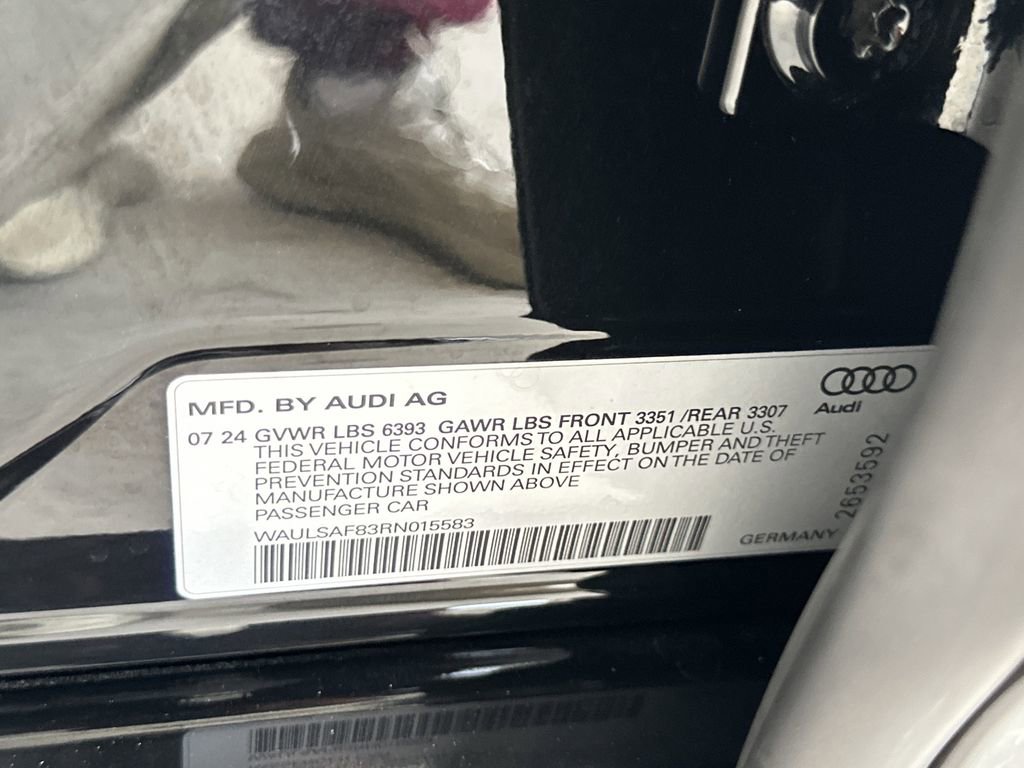 MFD. BY AUDI AG
Audi
07 24 GVWR LBS 6393 GAWR LBS FRONT 3351 /REAR 3307
THIS VEHICLE CONFORMS TO ALL APPLICABLE U.S.
FEDERAL MOTOR VEHICLE SAFETY, BUMPER AND THEFT
PREVENTION STANDARDS IN EFFECT ON THE DATE OF
MANUFACTURE SHOWN ABOVE
PASSENGER CAR
WAULSAF83RN015583
GERMANY
2653592